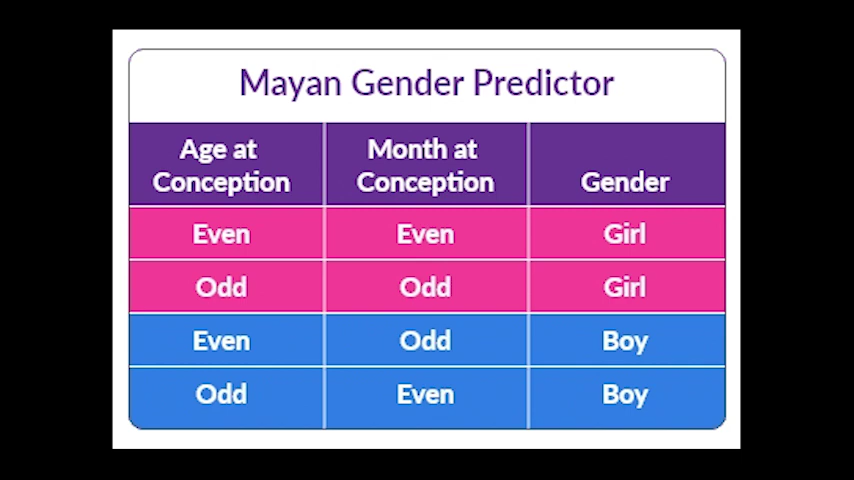 Mayan Gender Predictor
Age at Conception Month at Conception Gender
Even Even Girl
Odd Odd Girl
Even Odd Boy
Odd Even Boy